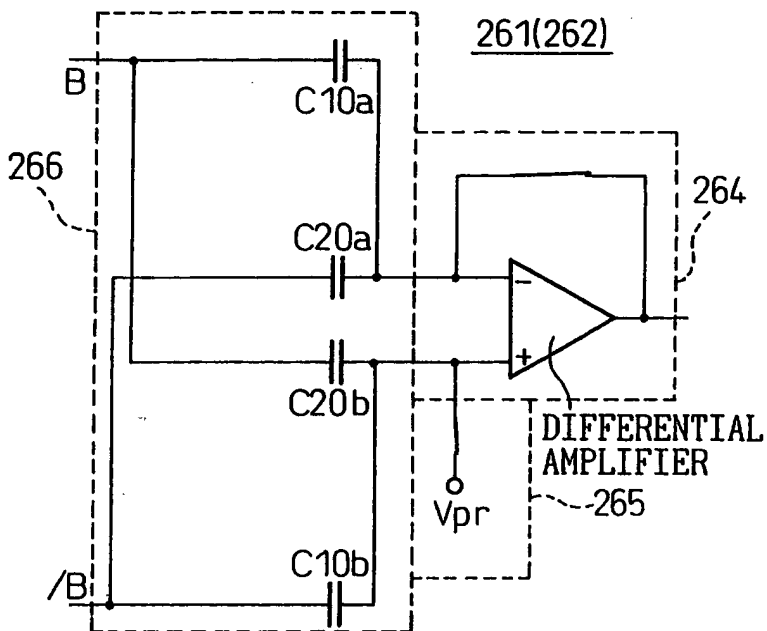 261(262)
B
C10a
266
264
C20a
−
+
C20b
DIFFERENTIAL
AMPLIFIER
Vpr
265
C10b
/B